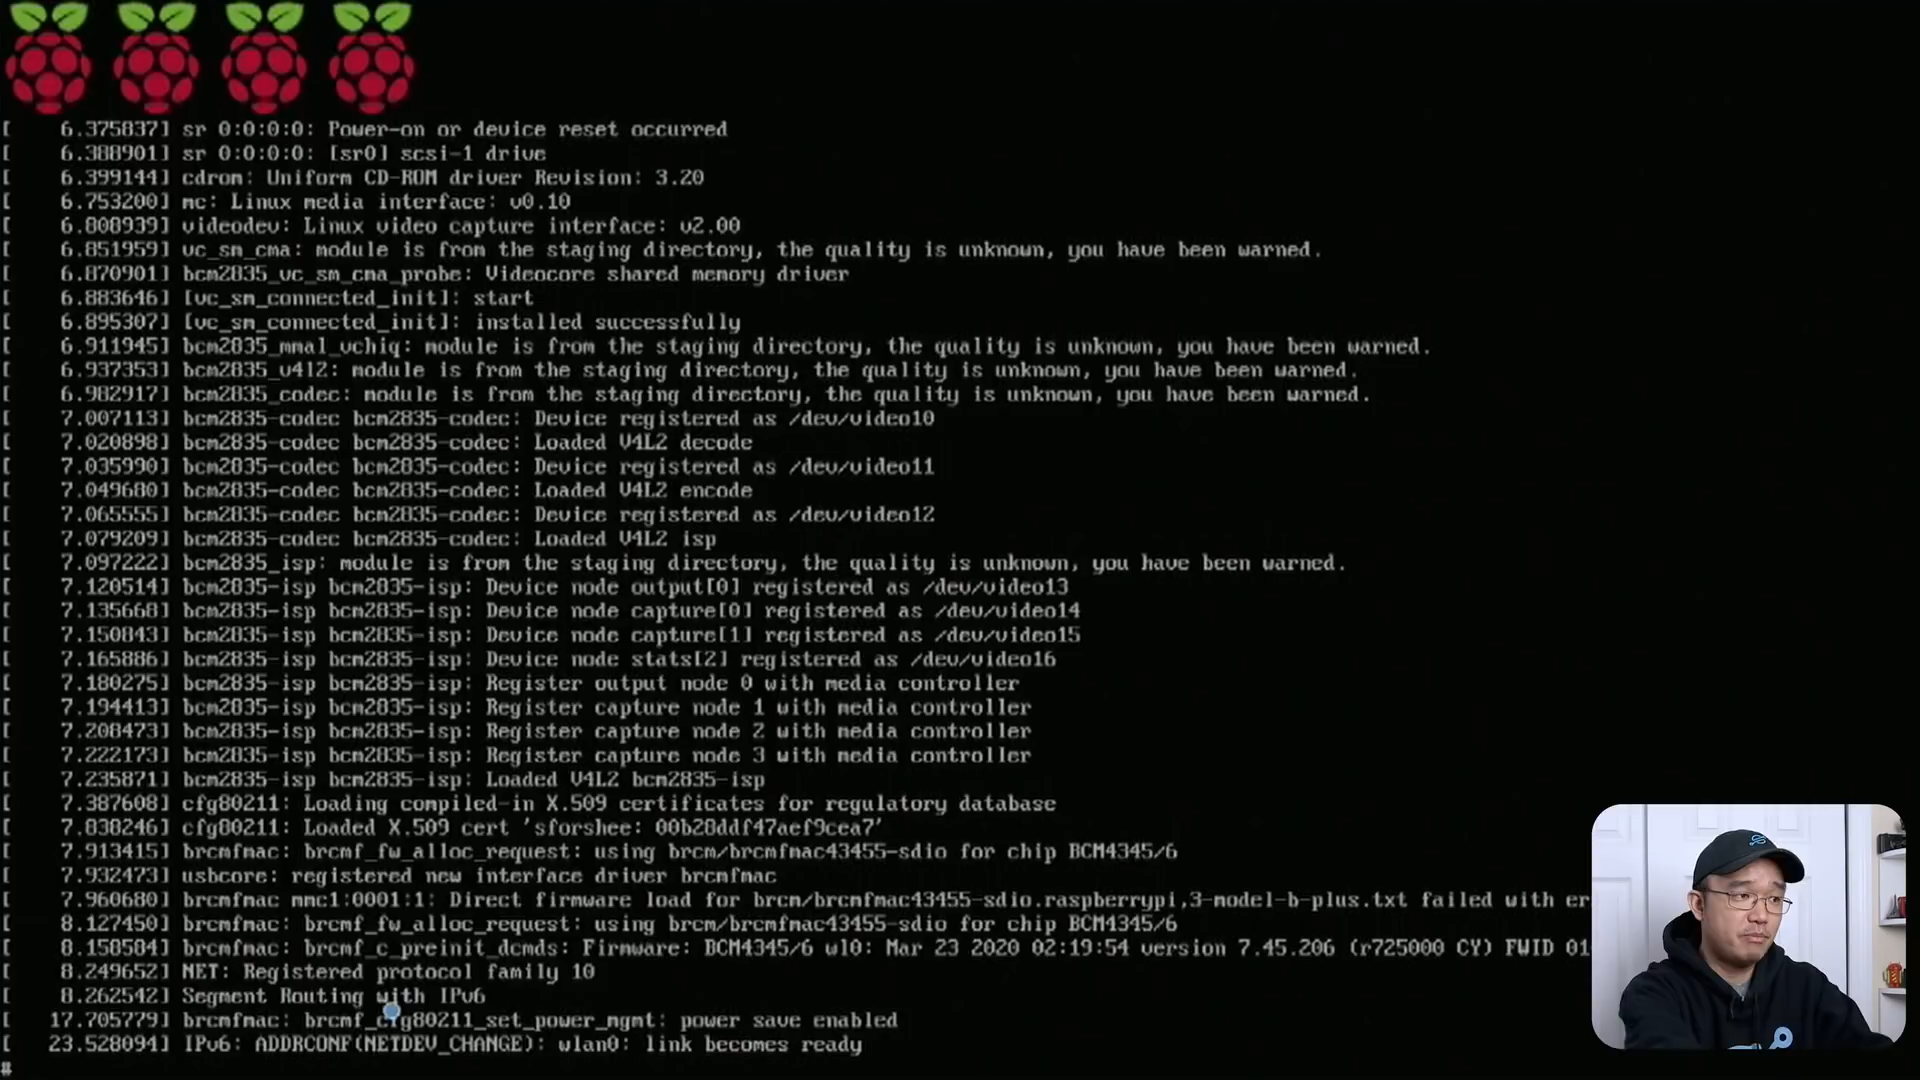 [    6.375837] sr 0:0:0:0: Power-on or device reset occurred
[    6.388901] sr 0:0:0:0: [sr0] scsi-1 drive
[    6.399144] cdrom: Uniform CD-ROM driver Revision: 3.20
[    6.753200] mc: Linux media interface: v0.10
[    6.808939] videodev: Linux video capture interface: v2.00
[    6.851959] vc_sm_cma: module is from the staging directory, the quality is unknown, you have been warned.
[    6.870901] bcm2835_vc_sm_cma_probe: Videocore shared memory driver
[    6.883646] [vc_sm_connected_init]: start
[    6.895307] [vc_sm_connected_init]: installed successfully
[    6.911945] bcm2835_mmal_vchiq: module is from the staging directory, the quality is unknown, you have been warned.
[    6.937353] bcm2835_v4l2: module is from the staging directory, the quality is unknown, you have been warned.
[    6.982917] bcm2835_codec: module is from the staging directory, the quality is unknown, you have been warned.
[    7.007113] bcm2835-codec bcm2835-codec: Device registered as /dev/video10
[    7.020898] bcm2835-codec bcm2835-codec: Loaded V4L2 decode
[    7.035990] bcm2835-codec bcm2835-codec: Device registered as /dev/video11
[    7.049680] bcm2835-codec bcm2835-codec: Loaded V4L2 encode
[    7.065555] bcm2835-codec bcm2835-codec: Device registered as /dev/video12
[    7.079209] bcm2835-codec bcm2835-codec: Loaded V4L2 isp
[    7.097222] bcm2835_isp: module is from the staging directory, the quality is unknown, you have been warned.
[    7.120514] bcm2835-isp bcm2835-isp: Device node output[0] registered as /dev/video13
[    7.135668] bcm2835-isp bcm2835-isp: Device node capture[0] registered as /dev/video14
[    7.150843] bcm2835-isp bcm2835-isp: Device node capture[1] registered as /dev/video15
[    7.165886] bcm2835-isp bcm2835-isp: Device node stats[2] registered as /dev/video16
[    7.180275] bcm2835-isp bcm2835-isp: Register output node 0 with media controller
[    7.194413] bcm2835-isp bcm2835-isp: Register capture node 1 with media controller
[    7.208473] bcm2835-isp bcm2835-isp: Register capture node 2 with media controller
[    7.222173] bcm2835-isp bcm2835-isp: Register capture node 3 with media controller
[    7.235871] bcm2835-isp bcm2835-isp: Loaded V4L2 bcm2835-isp
[    7.387608] cfg80211: Loading compiled-in X.509 certificates for regulatory database
[    7.838246] cfg80211: Loaded X.509 cert 'sforshee: 00b28ddf47aef9cea7'
[    7.913415] brcmfmac: brcmf_fw_alloc_request: using brcm/brcmfmac43455-sdio for chip BCM4345/6
[    7.932473] usbcore: registered new interface driver brcmfmac
[    7.960680] brcmfmac mmc1:0001:1: Direct firmware load for brcm/brcmfmac43455-sdio.raspberrypi,3-model-b-plus.txt failed with er
[    8.127450] brcmfmac: brcmf_fw_alloc_request: using brcm/brcmfmac43455-sdio for chip BCM4345/6
[    8.158584] brcmfmac: brcmf_c_preinit_dcmds: Firmware: BCM4345/6 wl0: Mar 23 2020 02:19:54 version 7.45.206 (r725000 CY) FWID 01
[    8.249652] NET: Registered protocol family 10
[    8.262542] Segment Routing with IPv6
[   17.705779] brcmfmac: brcmf_cfg80211_set_power_mgmt: power save enabled
[   23.528094] IPv6: ADDRCONF(NETDEV_CHANGE): wlan0: link becomes ready
#